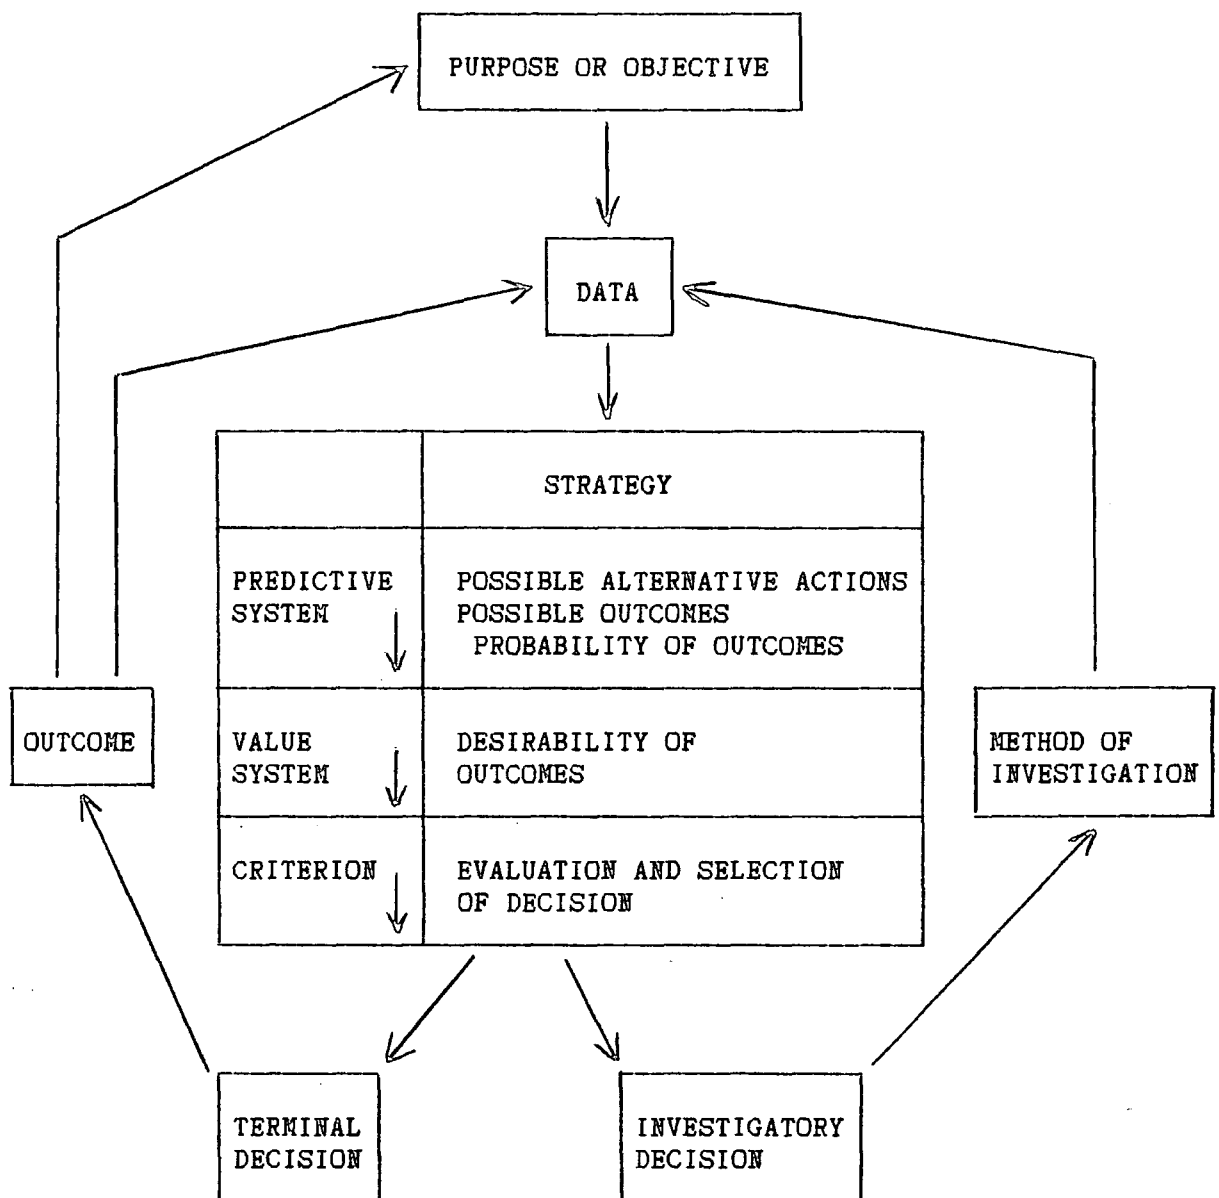 PURPOSE OR OBJECTIVE
DATA
STRATEGY
PREDICTIVE
SYSTEM
POSSIBLE ALTERNATIVE ACTIONS
POSSIBLE OUTCOMES
PROBABILITY OF OUTCOMES
OUTCOME
VALUE
SYSTEM
DESIRABILITY OF
OUTCOMES
METHOD OF
INVESTIGATION
CRITERION
EVALUATION AND SELECTION
OF DECISION
TERMINAL
DECISION
INVESTIGATORY
DECISION